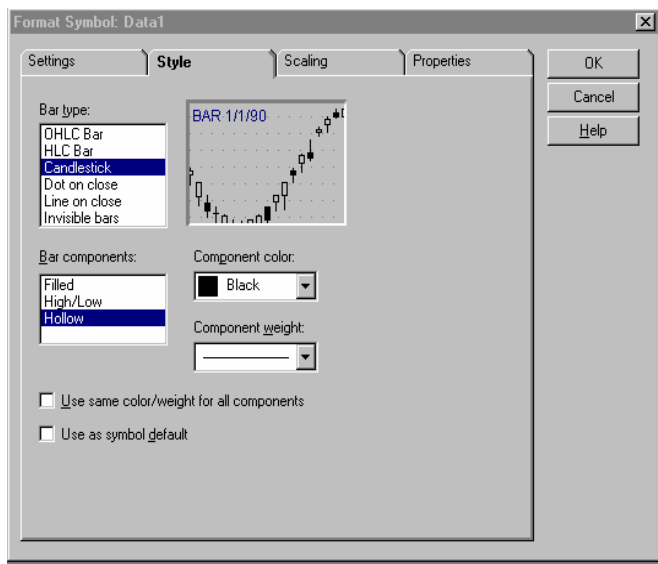 Format Symbol: Data1
Settings
Style
Scaling
Properties
OK
Cancel
Help
Bar type:
OHLC Bar
HLC Bar
Candlestick
Dot on close
Line on close
Invisible bars
BAR 1/1/90
Bar components:
Filled
High/Low
Hollow
Component color:
Black
Component weight:
Use same color/weight for all components
Use as symbol default